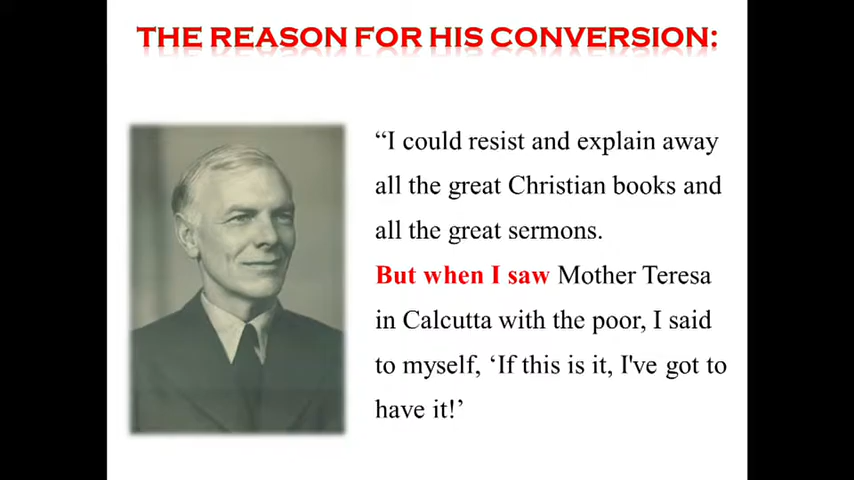 THE REASON FOR HIS CONVERSION:
“I could resist and explain away
all the great Christian books and
all the great sermons.
But when I saw Mother Teresa
in Calcutta with the poor, I said
to myself, ‘If this is it, I've got to
have it!’